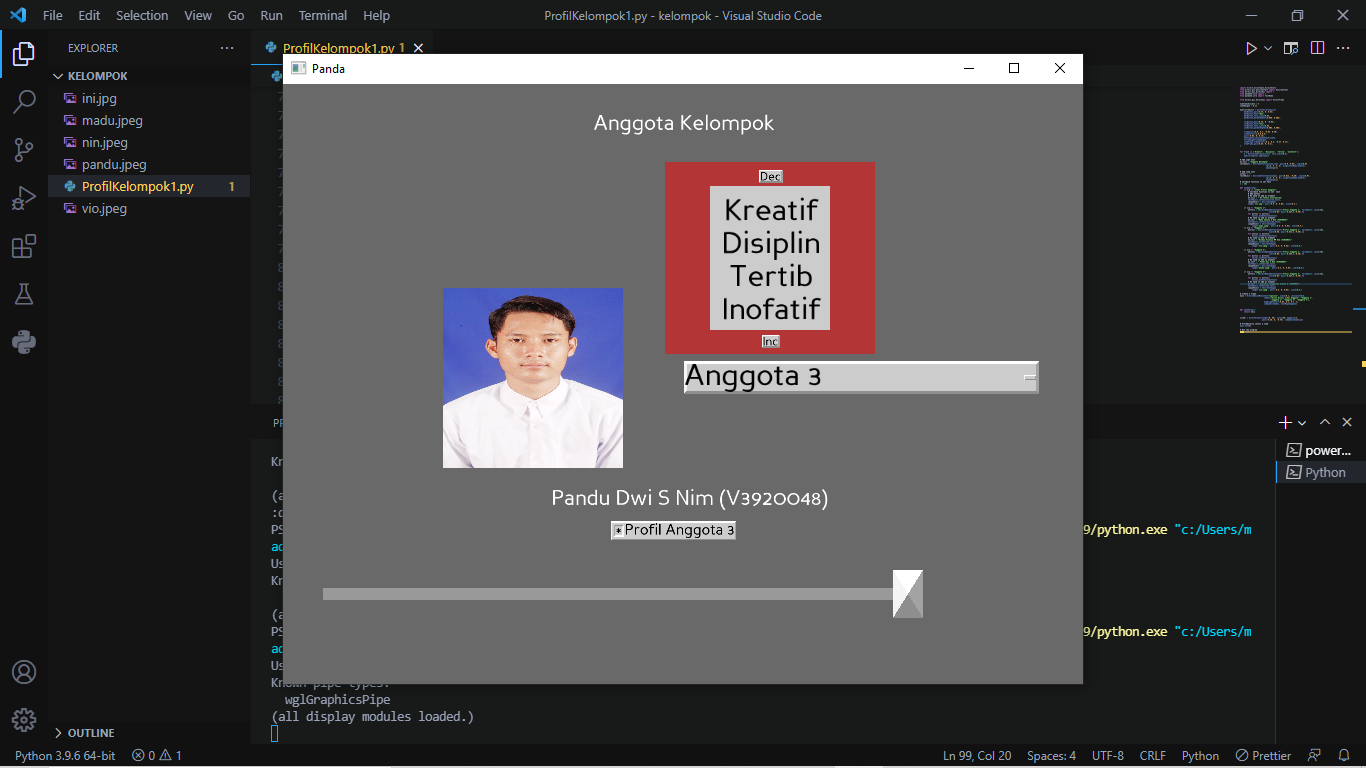 File Edit Selection View Go Run Terminal Help
ProfilKelompok1.py - kelompok - Visual Studio Code
EXPLORER
KELOMPOK
ini.jpg
madu.jpeg
nin.jpeg
pandu.jpeg
ProfilKelompok1.py 1
vio.jpeg
OUTLINE
ProfilKelompok1.py 1
Panda
Anggota Kelompok
Dec
Kreatif
Disiplin
Tertib
Inofatif
Inc
Anggota 3
Pandu Dwi S Nim (V3920048)
*Profil Anggota 3
PS
9/python.exe "c:/Users/m
ad
Us
Kn
(a
PS
9/python.exe "c:/Users/m
ad
Us
Known pipe types:
wglGraphicsPipe
(all display modules loaded.)
power...
Python
Python 3.9.6 64-bit 0 1
Ln 99, Col 20 Spaces: 4 UTF-8 CRLF Python Prettier